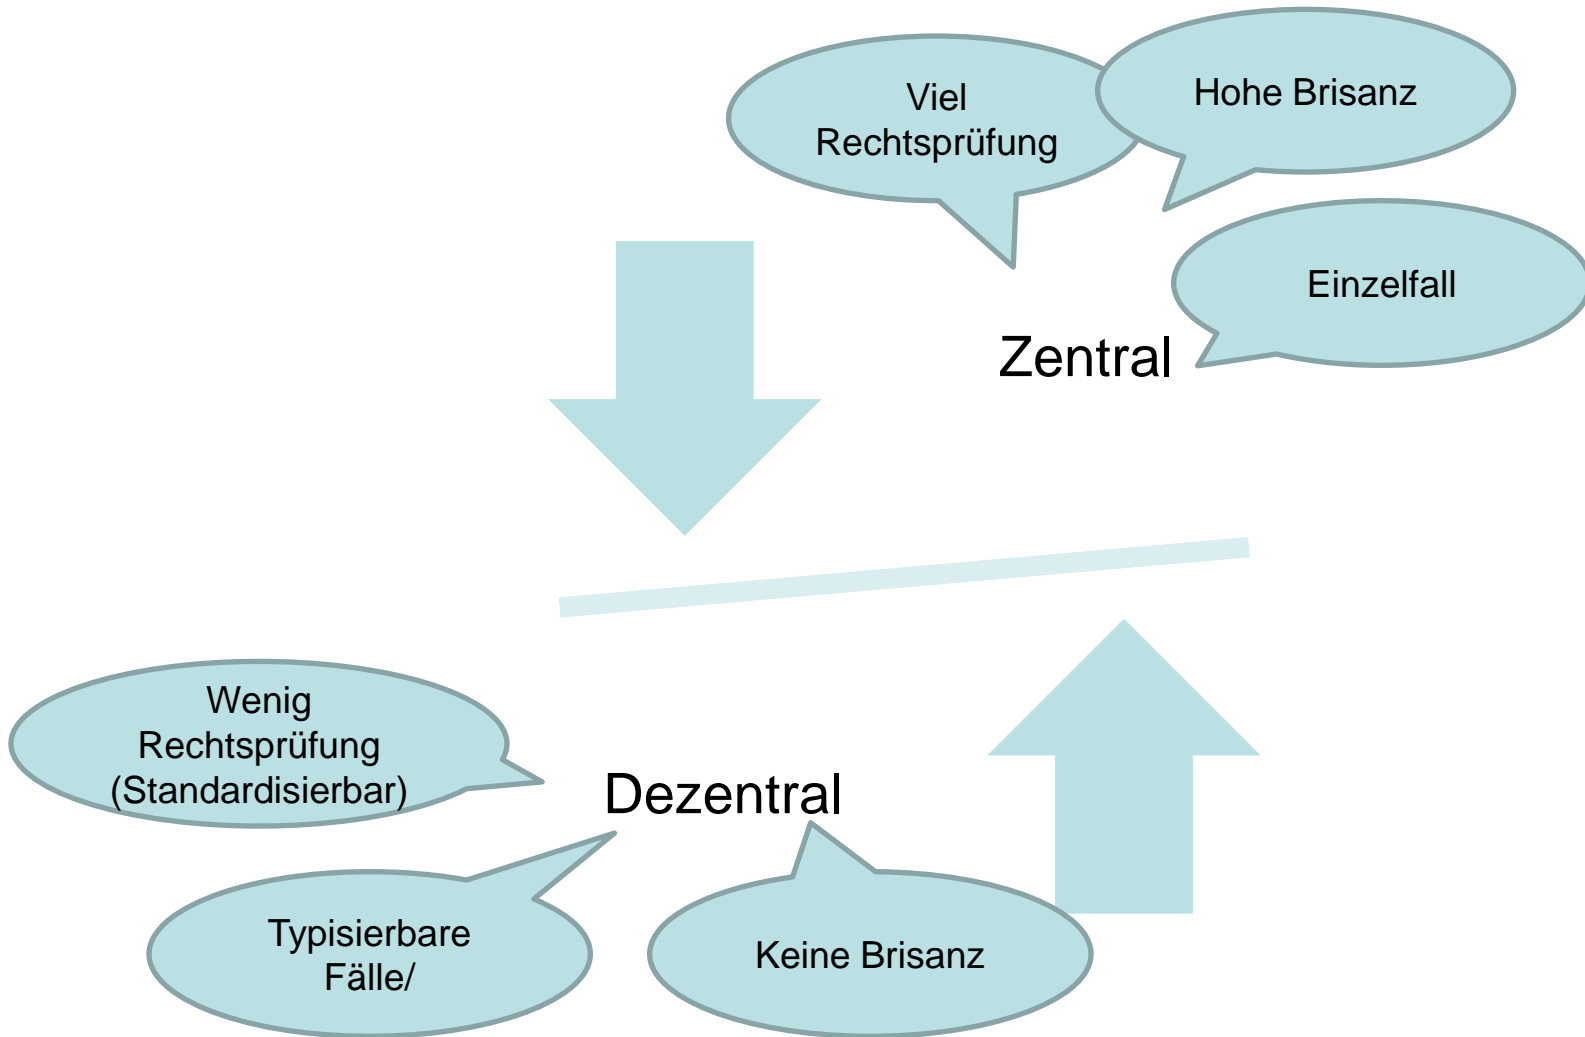 Viel
Rechtsprüfung
Hohe Brisanz
Einzelfall
Zentral
Wenig
Rechtsprüfung
(Standardisierbar)
Dezentral
Typisierbare
Fälle/
Keine Brisanz